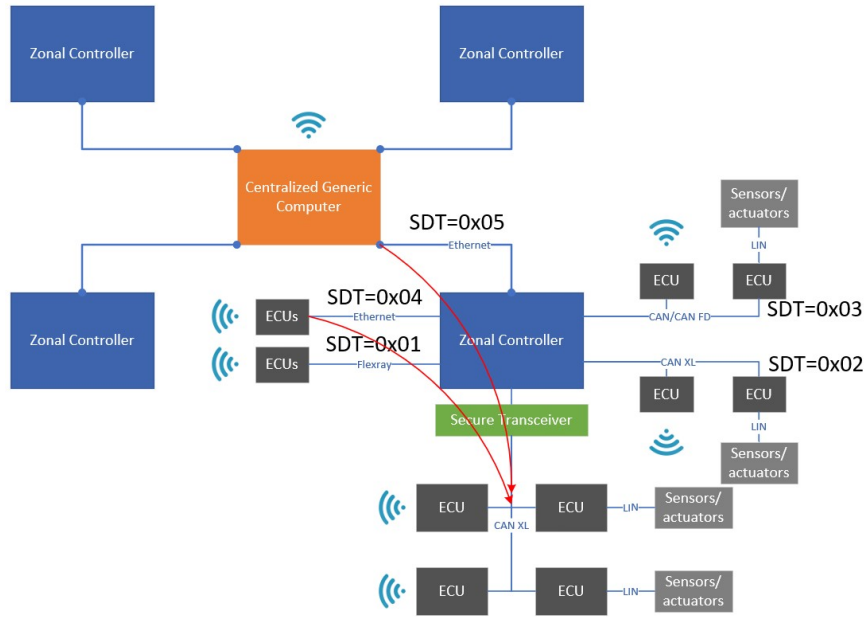 Zonal Controller
Zonal Controller
Centralized Generic
Computer
SDT=0x05
Ethernet
Sensors/
actuators
LIN
ECU
ECU
SDT=0x03
CAN/CAN FD
Zonal Controller
ECUs
SDT=0x04
Ethernet
Zonal Controller
ECUs
SDT=0x01
Flexray
CAN XL
SDT=0x02
ECU
ECU
LIN
Sensors/
actuators
Secure Transceiver
ECU
ECU
LIN
Sensors/
actuators
CAN XL
ECU
ECU
LIN
Sensors/
actuators